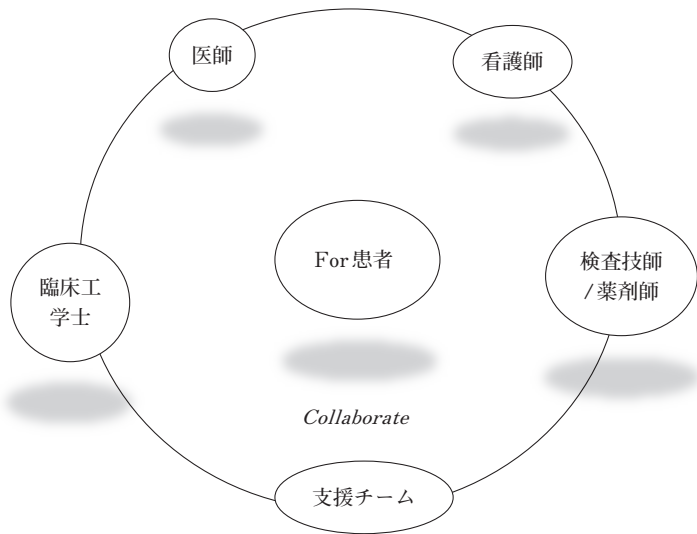 医師
看護師
For患者
検査技師
/薬剤師
臨床工
学士
Collaborate
支援チーム